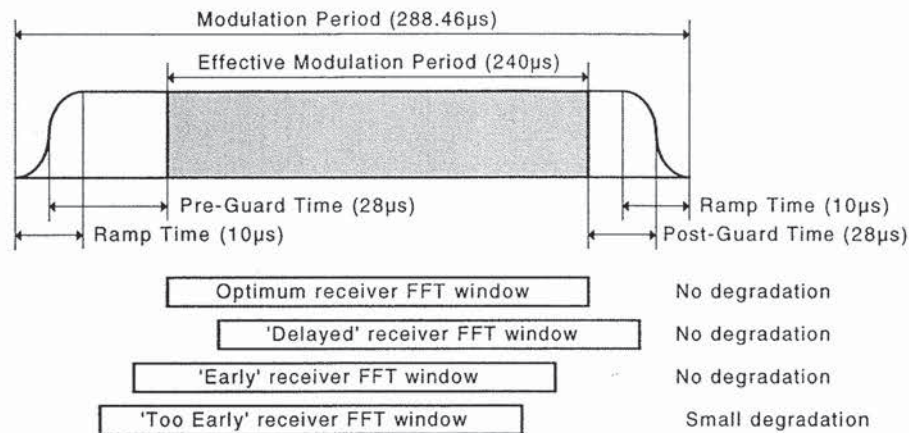 Modulation Period (288.46µs)
Effective Modulation Period (240µs)
Pre-Guard Time (28µs)
Ramp Time (10µs)
Ramp Time (10µs)
Post-Guard Time (28µs)
Optimum receiver FFT window No degradation
'Delayed' receiver FFT window No degradation
'Early' receiver FFT window No degradation
'Too Early' receiver FFT window Small degradation